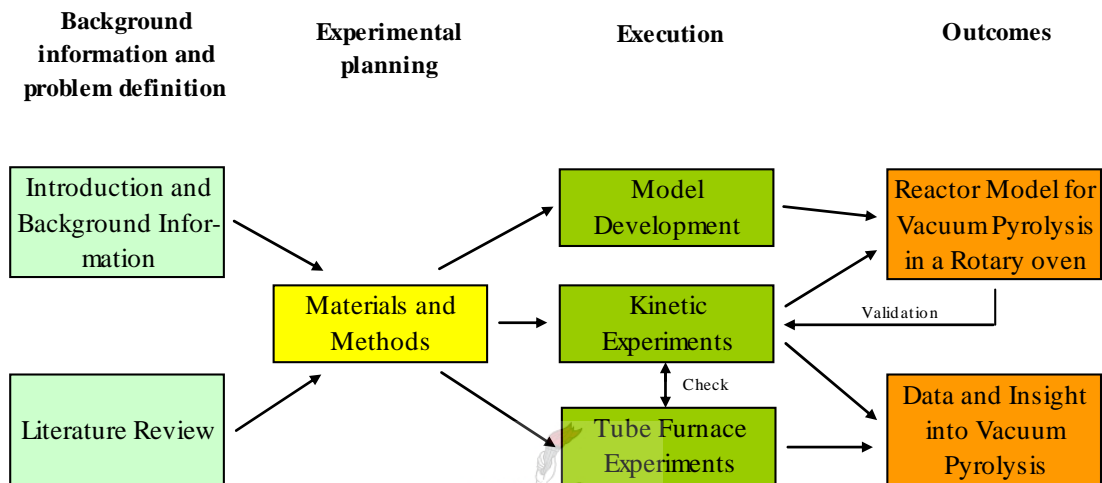 Background
information and
problem definition
Experimental
planning
Execution
Outcomes
Introduction and
Background Infor-
mation
Literature Review
Materials and
Methods
Model
Development
Kinetic
Experiments
Check
Tube Furnace
Experiments
Reactor Model for
Vacuum Pyrolysis
in a Rotary oven
Validation
Data and Insight
into Vacuum
Pyrolysis